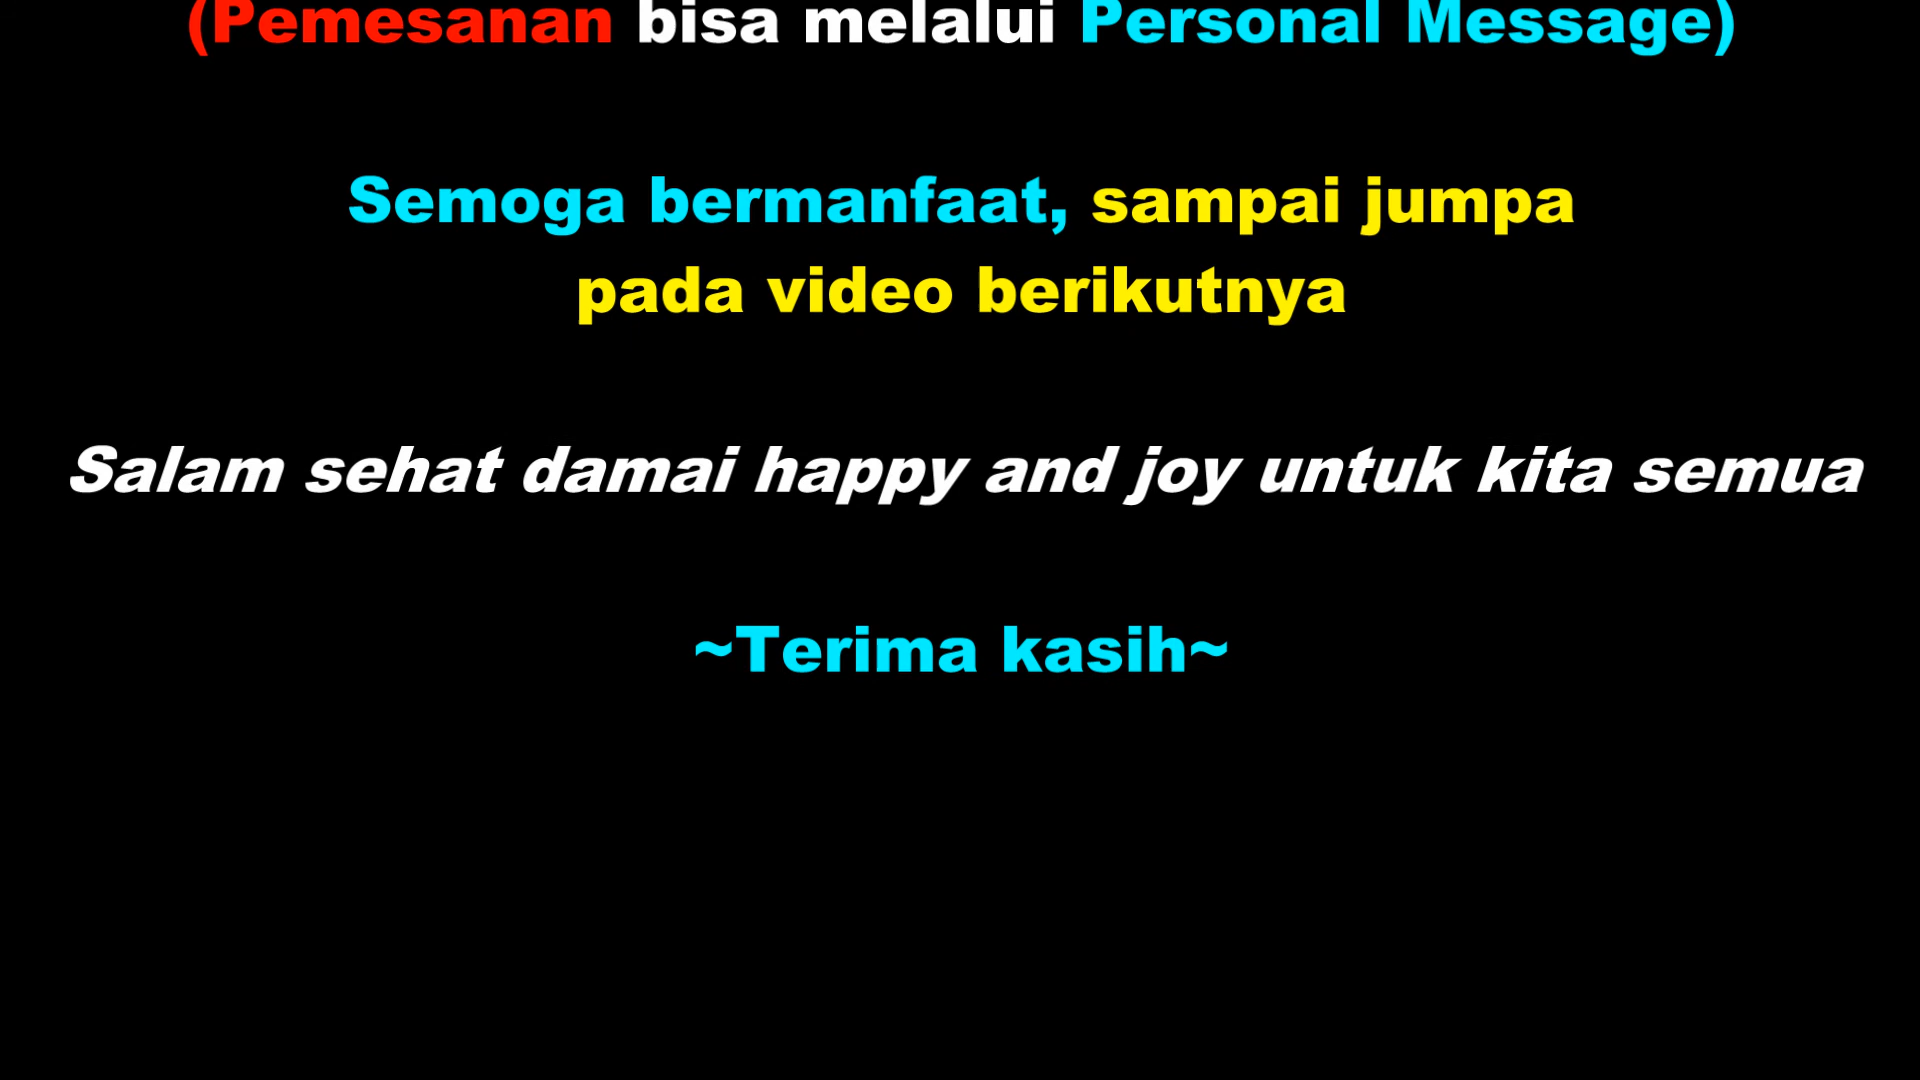 (Pemesanan bisa melalui Personal Message)
Semoga bermanfaat, sampai jumpa
pada video berikutnya
Salam sehat damai happy and joy untuk kita semua
~Terima kasih~